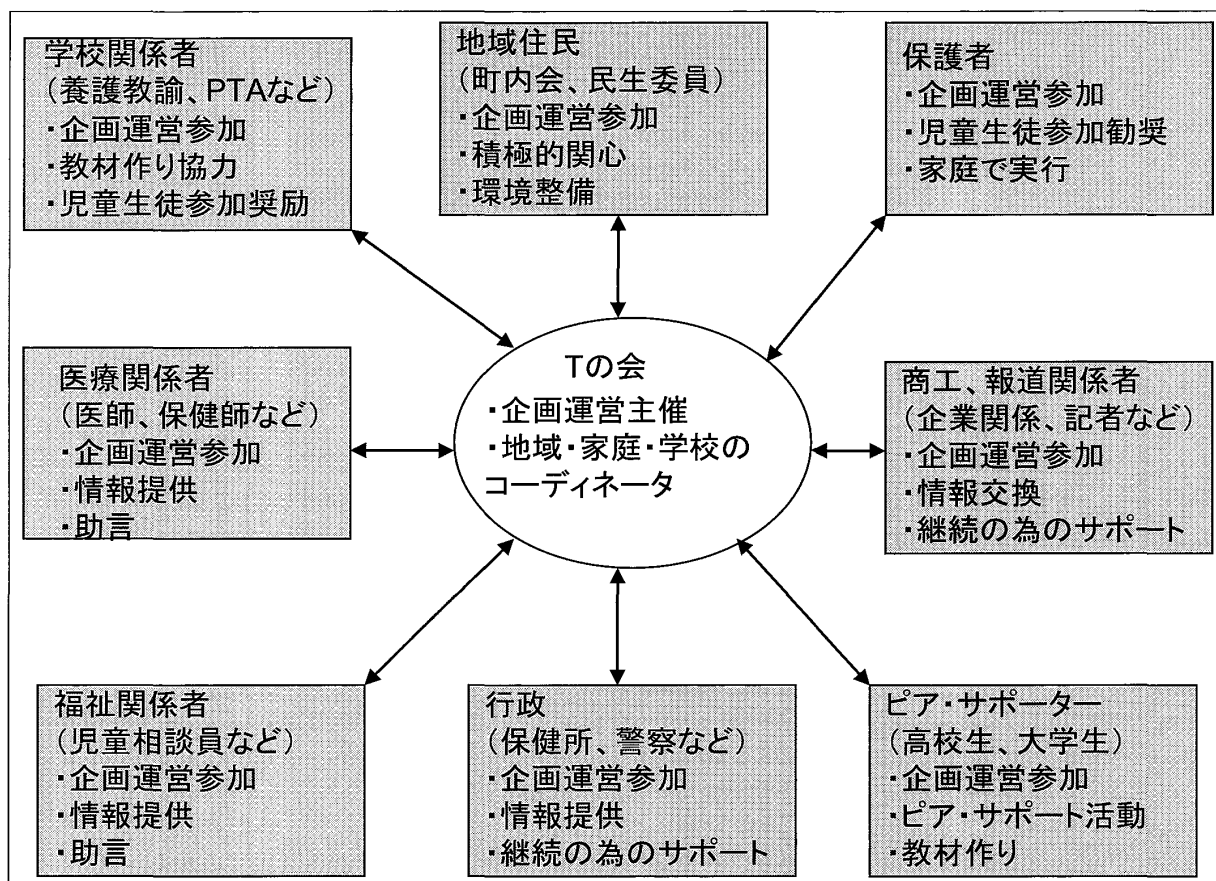 学校関係者
(養護教諭、PTAなど)
・企画運営参加
・教材作り協力
・児童生徒参加奨励
地域住民
(町内会、民生委員)
・企画運営参加
・積極的関心
・環境整備
保護者
・企画運営参加
・児童生徒参加勧奨
・家庭で実行
医療関係者
(医師、保健師など)
・企画運営参加
・情報提供
・助言
Tの会
・企画運営主催
・地域・家庭・学校の
コーディネータ
商工、報道関係者
(企業関係、記者など)
・企画運営参加
・情報交換
・継続の為のサポート
福祉関係者
(児童相談員など)
・企画運営参加
・情報提供
・助言
行政
(保健所、警察など)
・企画運営参加
・情報提供
・継続の為のサポート
ピア・サポーター
(高校生、大学生)
・企画運営参加
・ピア・サポート活動
・教材作り